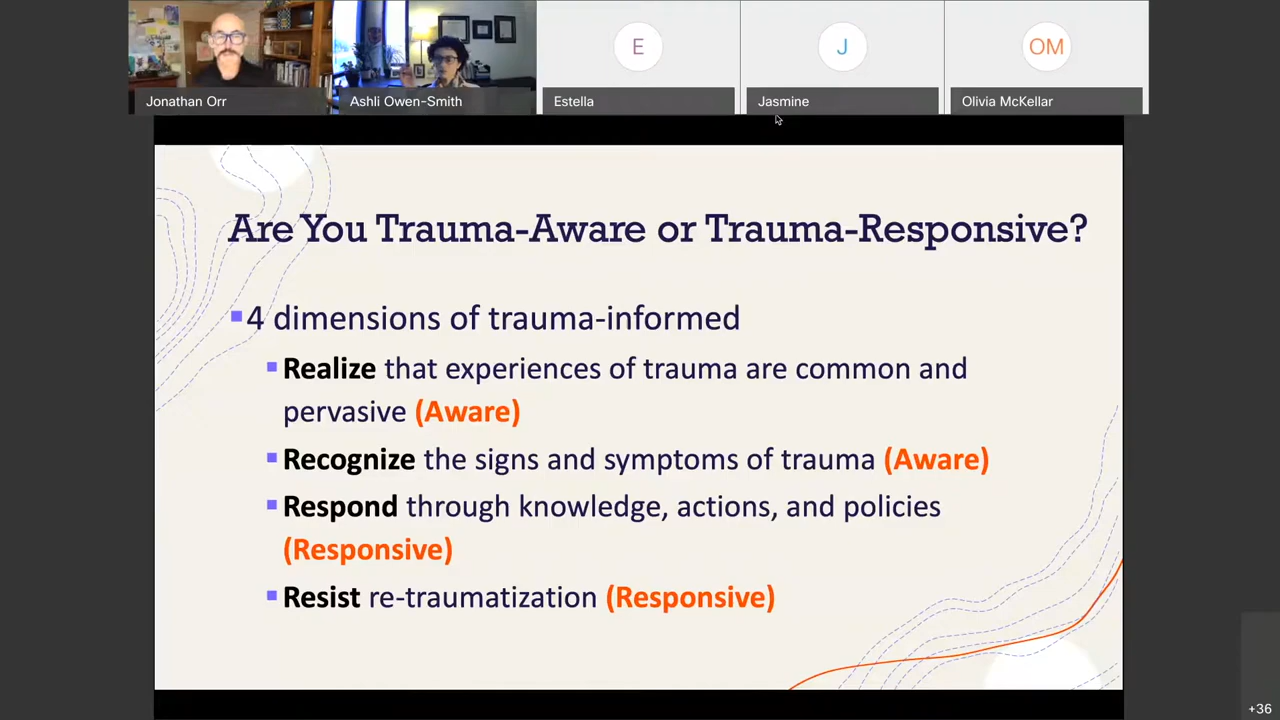 Jonathan Orr
Ashli Owen-Smith
E
Estella
J
Jasmine
OM
Olivia McKellar
Are You Trauma-Aware or Trauma-Responsive?
4 dimensions of trauma-informed
Realize that experiences of trauma are common and
pervasive (Aware)
Recognize the signs and symptoms of trauma (Aware)
Respond through knowledge, actions, and policies
(Responsive)
Resist re-traumatization (Responsive)
+36